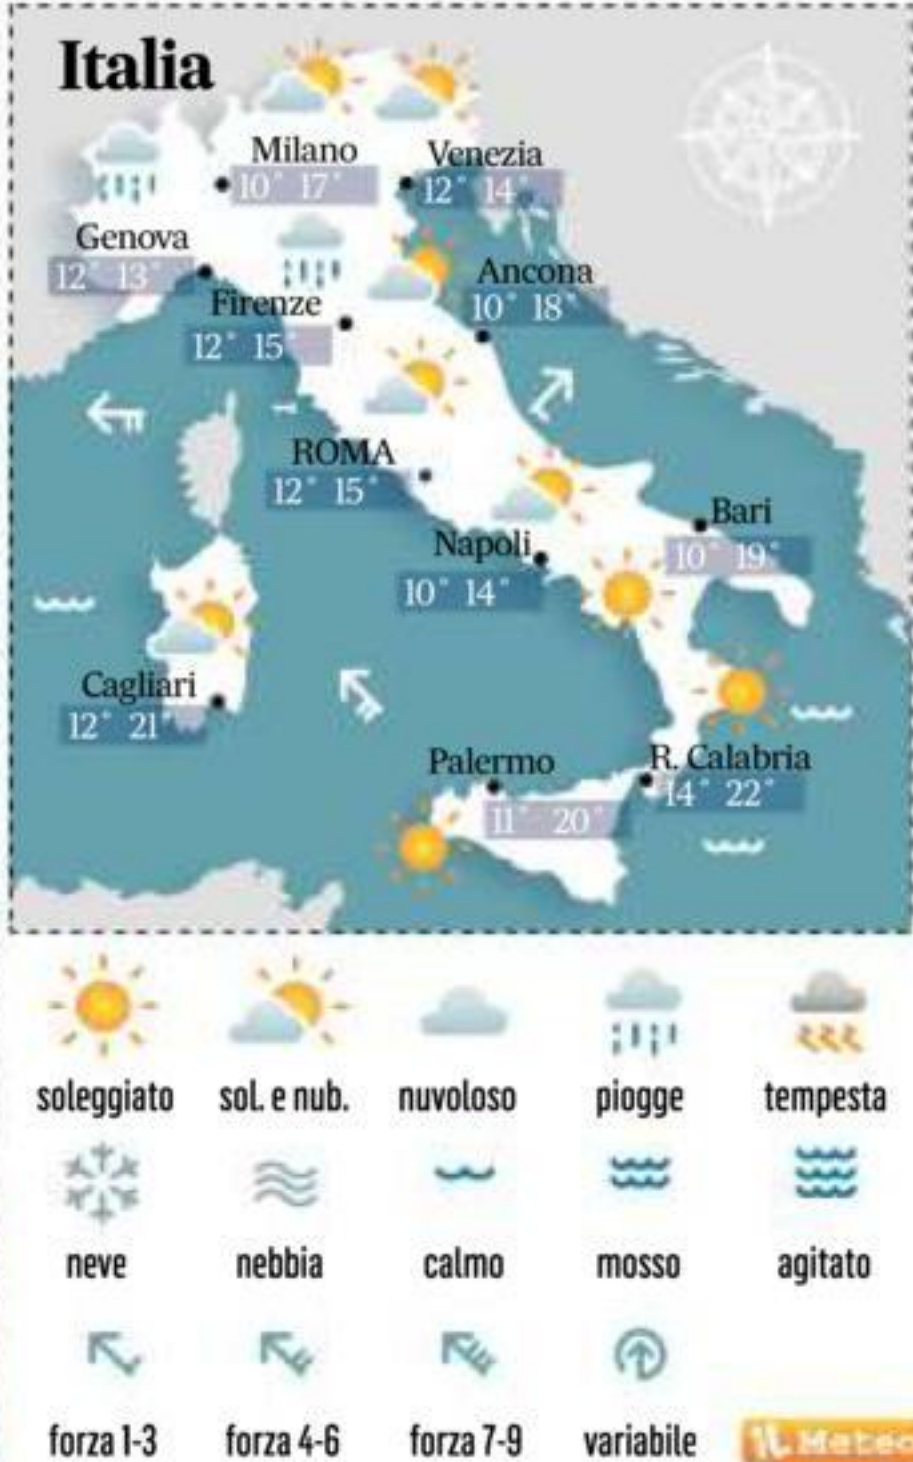 Italia
Milano
10° 17°
Venezia
12° 14°
Genova
12° 13°
Ancona
10° 18°
Firenze
12° 15°
ROMA
12° 15°
Bari
10° 19°
Napoli
10° 14°
Cagliari
12° 21°
Palermo
11° 20°
R. Calabria
14° 22°
soleggiato sol. e nub. nuvoloso piogge tempesta
neve nebbia calmo mosso agitato
forza 1-3 forza 4-6 forza 7-9 variabile
iL Meteo